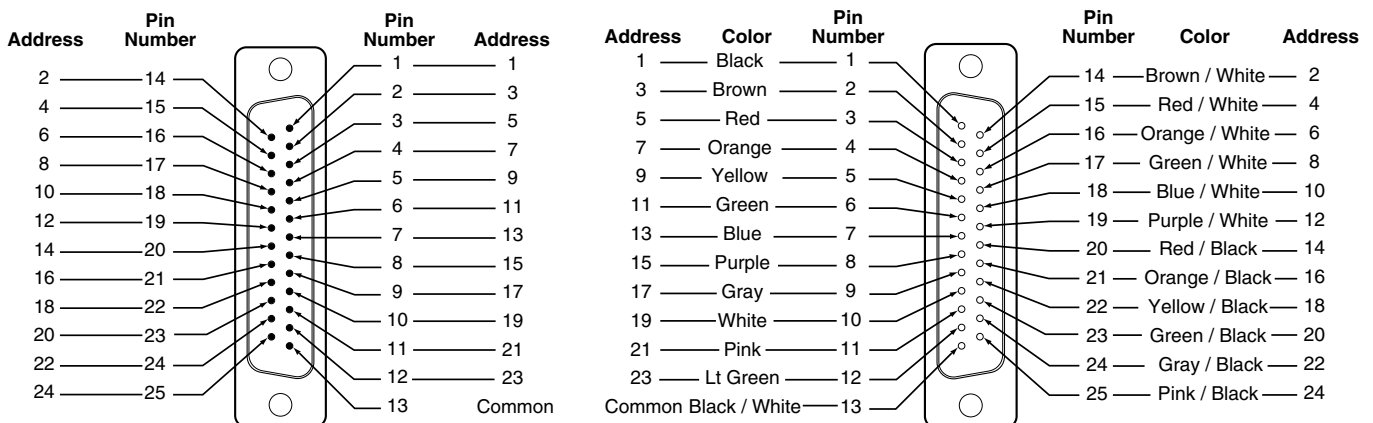 Address Pin Number Pin Number Address
2 14 1 1
4 15 2 3
6 16 3 5
8 17 4 7
10 18 5 9
12 19 6 11
14 20 7 13
16 21 8 15
18 22 9 17
20 23 10 19
22 24 11 21
24 25 12 23
13 Common
Address Color Pin Number Pin Number Color Address
1 Black 1 14 Brown / White 2
3 Brown 2 15 Red / White 4
5 Red 3 16 Orange / White 6
7 Orange 4 17 Green / White 8
9 Yellow 5 18 Blue / White 10
11 Green 6 19 Purple / White 12
13 Blue 7 20 Red / Black 14
15 Purple 8 21 Orange / Black 16
17 Gray 9 22 Yellow / Black 18
19 White 10 23 Green / Black 20
21 Pink 11 24 Gray / Black 22
23 Lt Green 12 25 Pink / Black 24
Common Black / White 13